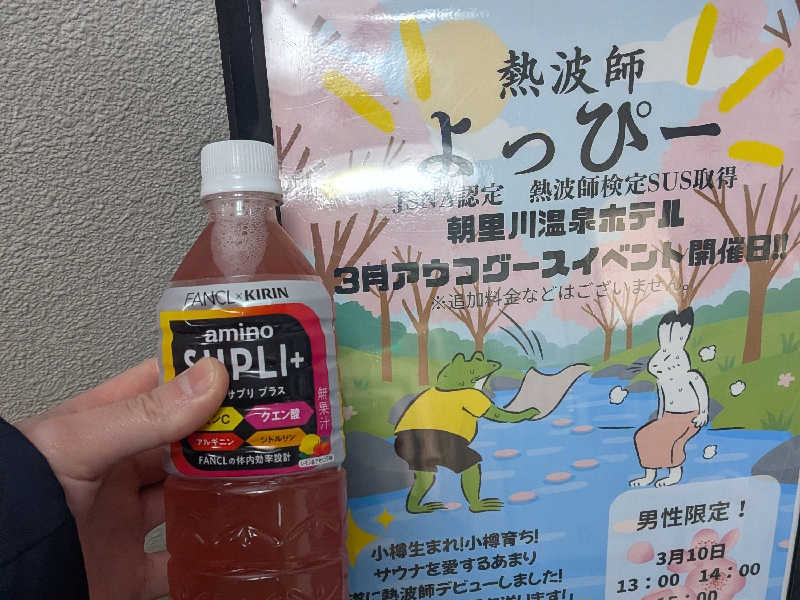 FANCL×KIRIN
amino
SUPLI+
サプリ プラス
無果汁
クエン酸
アルギニン
シトルリン
FANCLの体内効率設計
熱波師
よっぴー
認定 熱波師検定SUS取得
朝里川温泉ホテル
3月アウフグースイベント開催日!!
※追加料金などはございません。
小樽生まれ!小樽育ち!
サウナを愛するあまり
遂に熱波師デビューしました!
男性限定!
3月10日
13:00 14:00
15:00